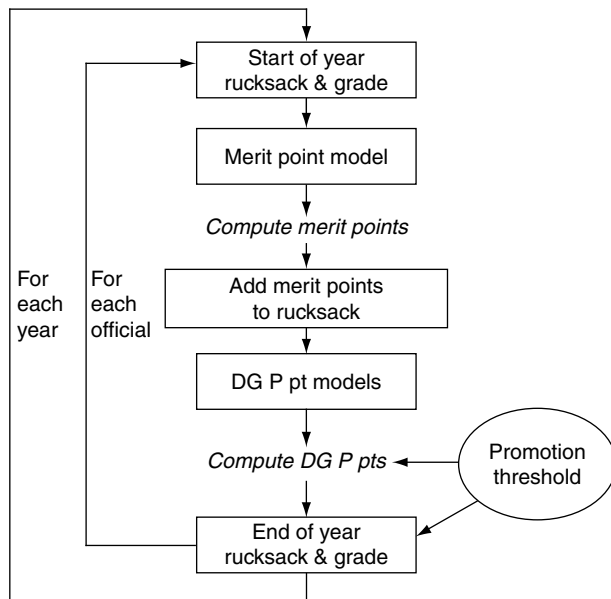 Start of year
rucksack & grade
Merit point model
Compute merit points
For
each
year
For
each
official
Add merit points
to rucksack
DG P pt models
Compute DG P pts
Promotion
threshold
End of year
rucksack & grade